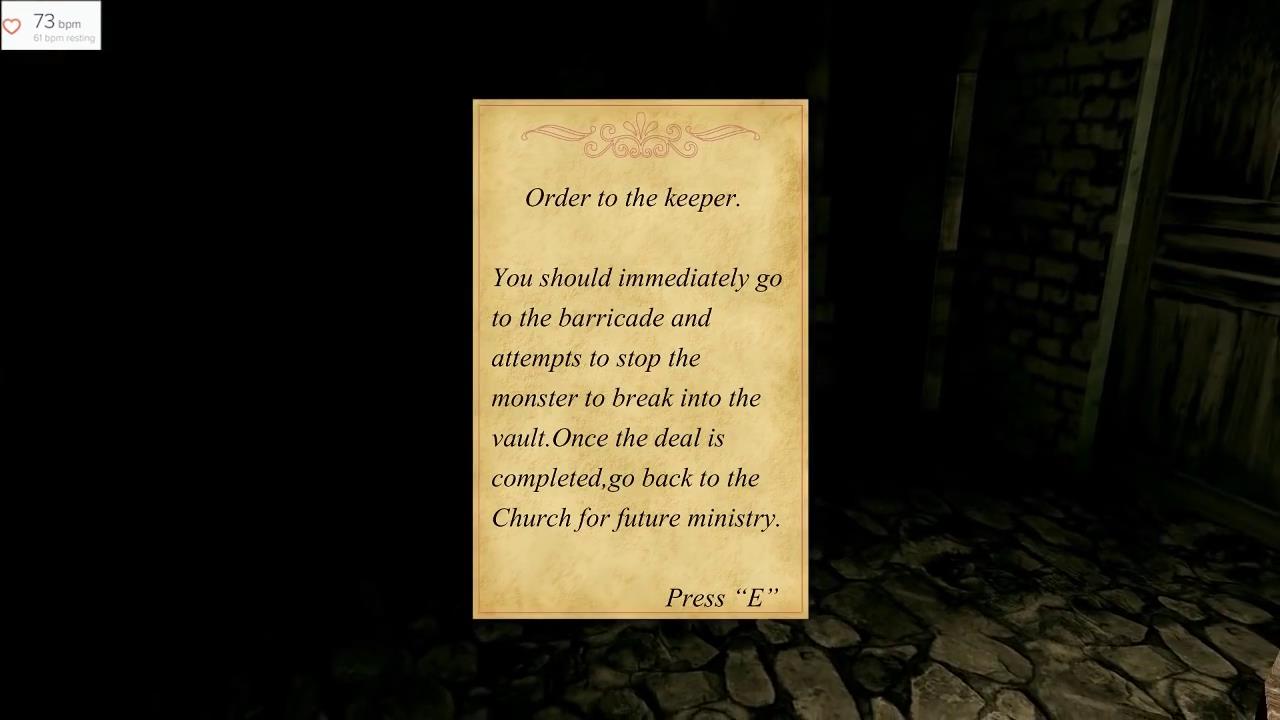 73 bpm
61 bpm resting
Order to the keeper.
You should immediately go
to the barricade and
attempts to stop the
monster to break into the
vault.Once the deal is
completed,go back to the
Church for future ministry.
Press “E”